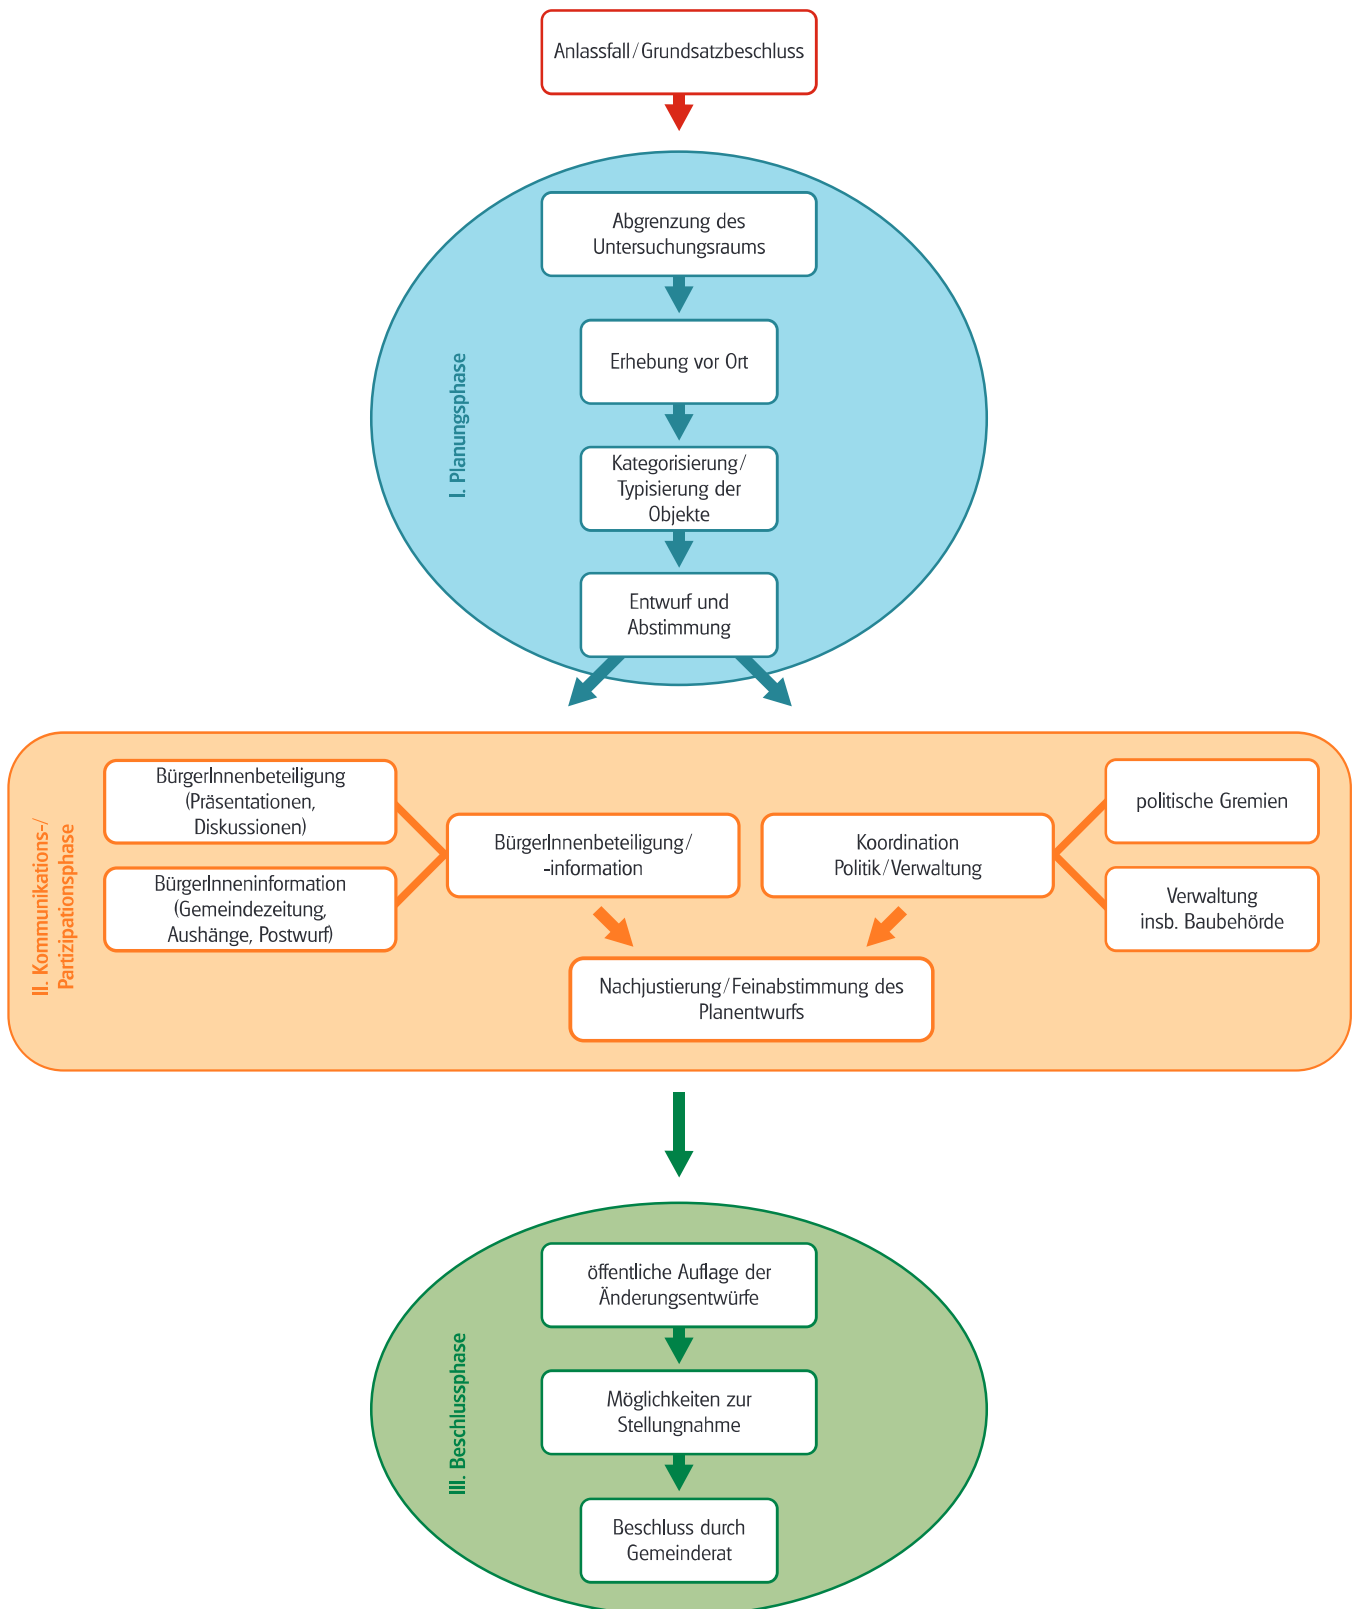 Anlassfall/Grundsatzbeschluss
I. Planungsphase
Abgrenzung des
Untersuchungsraums
Erhebung vor Ort
Kategorisierung/
Typisierung der
Objekte
Entwurf und
Abstimmung
II. Kommunikations-/
Partizipationsphase
BürgerInnenbeteiligung
(Präsentationen,
Diskussionen)
BürgerInneninformation
(Gemeindezeitung,
Aushänge, Postwurf)
BürgerInnenbeteiligung/
-information
Koordination
Politik/Verwaltung
politische Gremien
Verwaltung
insb. Baubehörde
Nachjustierung/Feinabstimmung des
Planentwurfs
III. Beschlussphase
öffentliche Auflage der
Änderungsentwürfe
Möglichkeiten zur
Stellungnahme
Beschluss durch
Gemeinderat